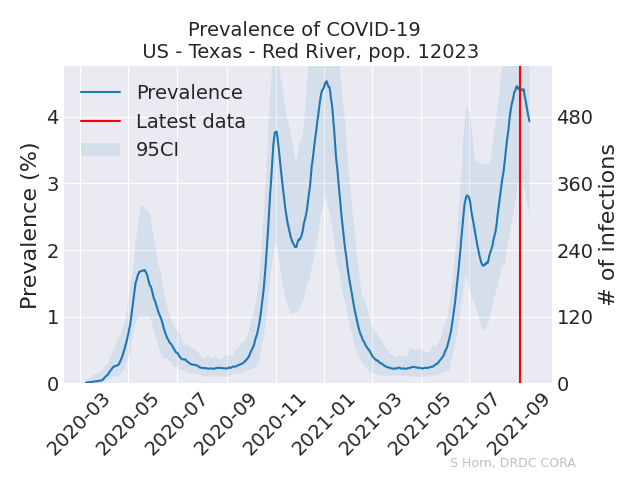 Prevalence of COVID-19
US - Texas - Red River, pop. 12023
Prevalence
Latest data
95CI
Prevalence (%)
4
3
2
1
0
# of infections
480
360
240
120
0
2020-03
2020-05
2020-07
2020-09
2020-11
2021-01
2021-03
2021-05
2021-07
2021-09
S Horn, DRDC CORA